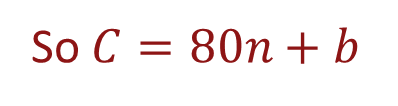 So C = 80n + b